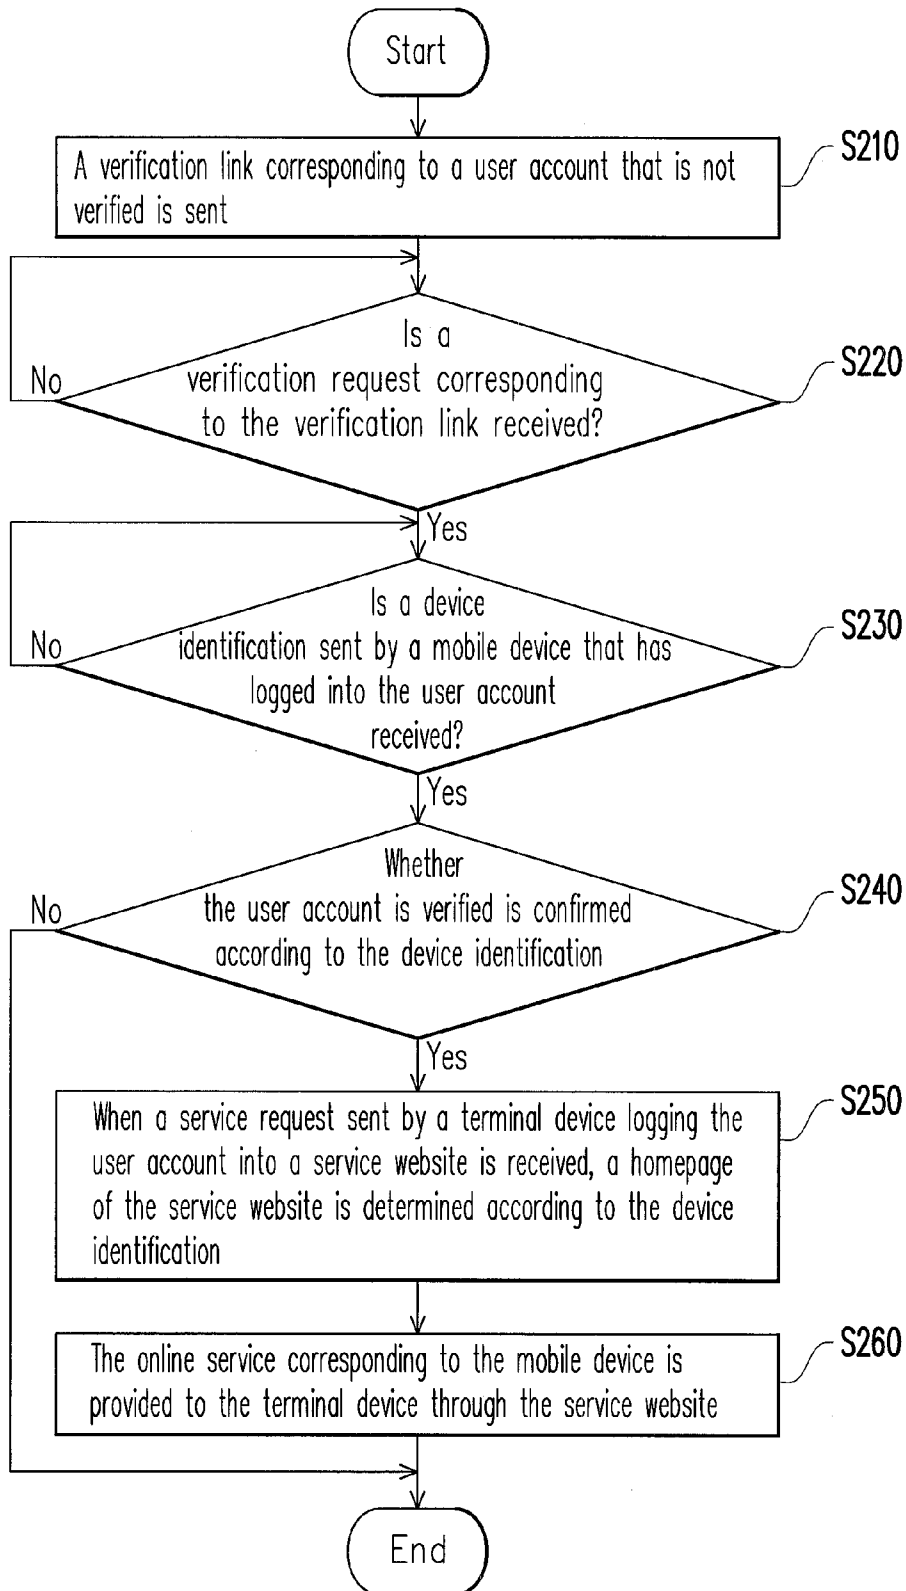 Start
A verification link corresponding to a user account that is not
verified is sent
S210
Is a
verification request corresponding
to the verification link received?
S220
No
Yes
Is a device
identification sent by a mobile device that has
logged into the user account
received?
S230
No
Yes
Whether
the user account is verified is confirmed
according to the device identification
S240
No
Yes
When a service request sent by a terminal device logging the
user account into a service website is received, a homepage
of the service website is determined according to the device
identification
S250
The online service corresponding to the mobile device is
provided to the terminal device through the service website
S260
End